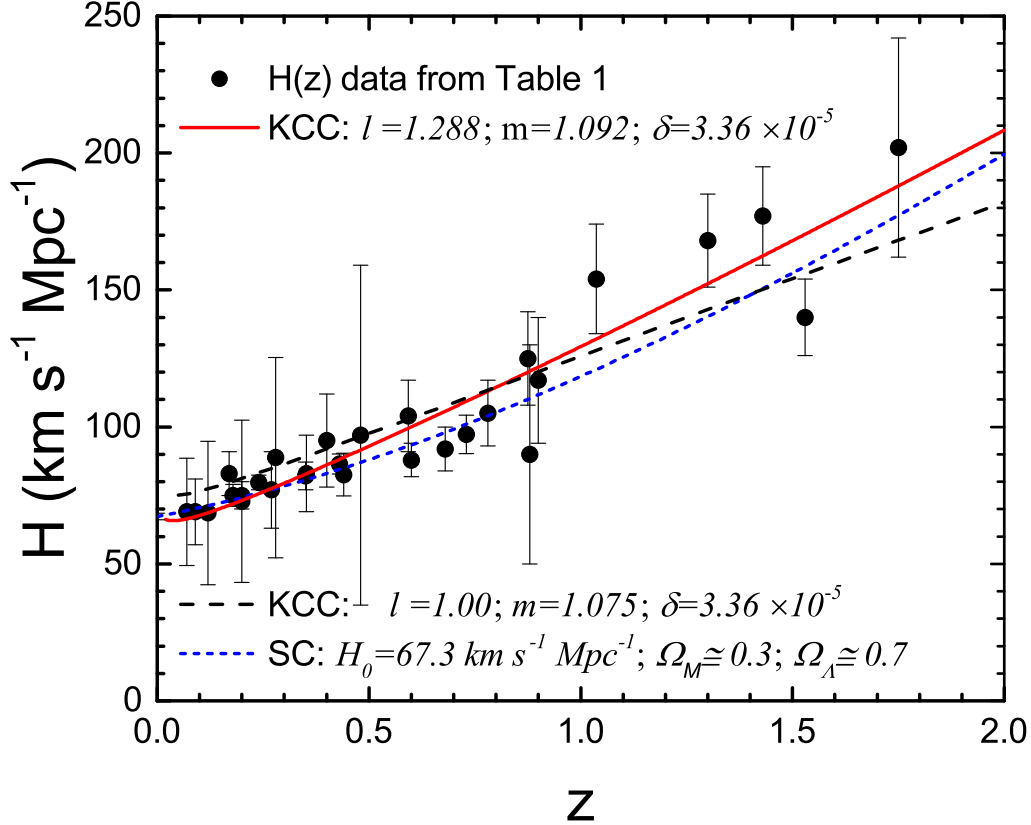 250
200
150
100
50
0
H (km s⁻¹ Mpc⁻¹)
H(z) data from Table 1
KCC: l =1.288; m=1.092; δ=3.36 ×10⁻⁵
KCC: l =1.00; m=1.075; δ=3.36 ×10⁻⁵
SC: H₀=67.3 km s⁻¹ Mpc⁻¹; Ω_M≃0.3; Ω_Λ≃0.7
0.0 0.5 1.0 1.5 2.0
z